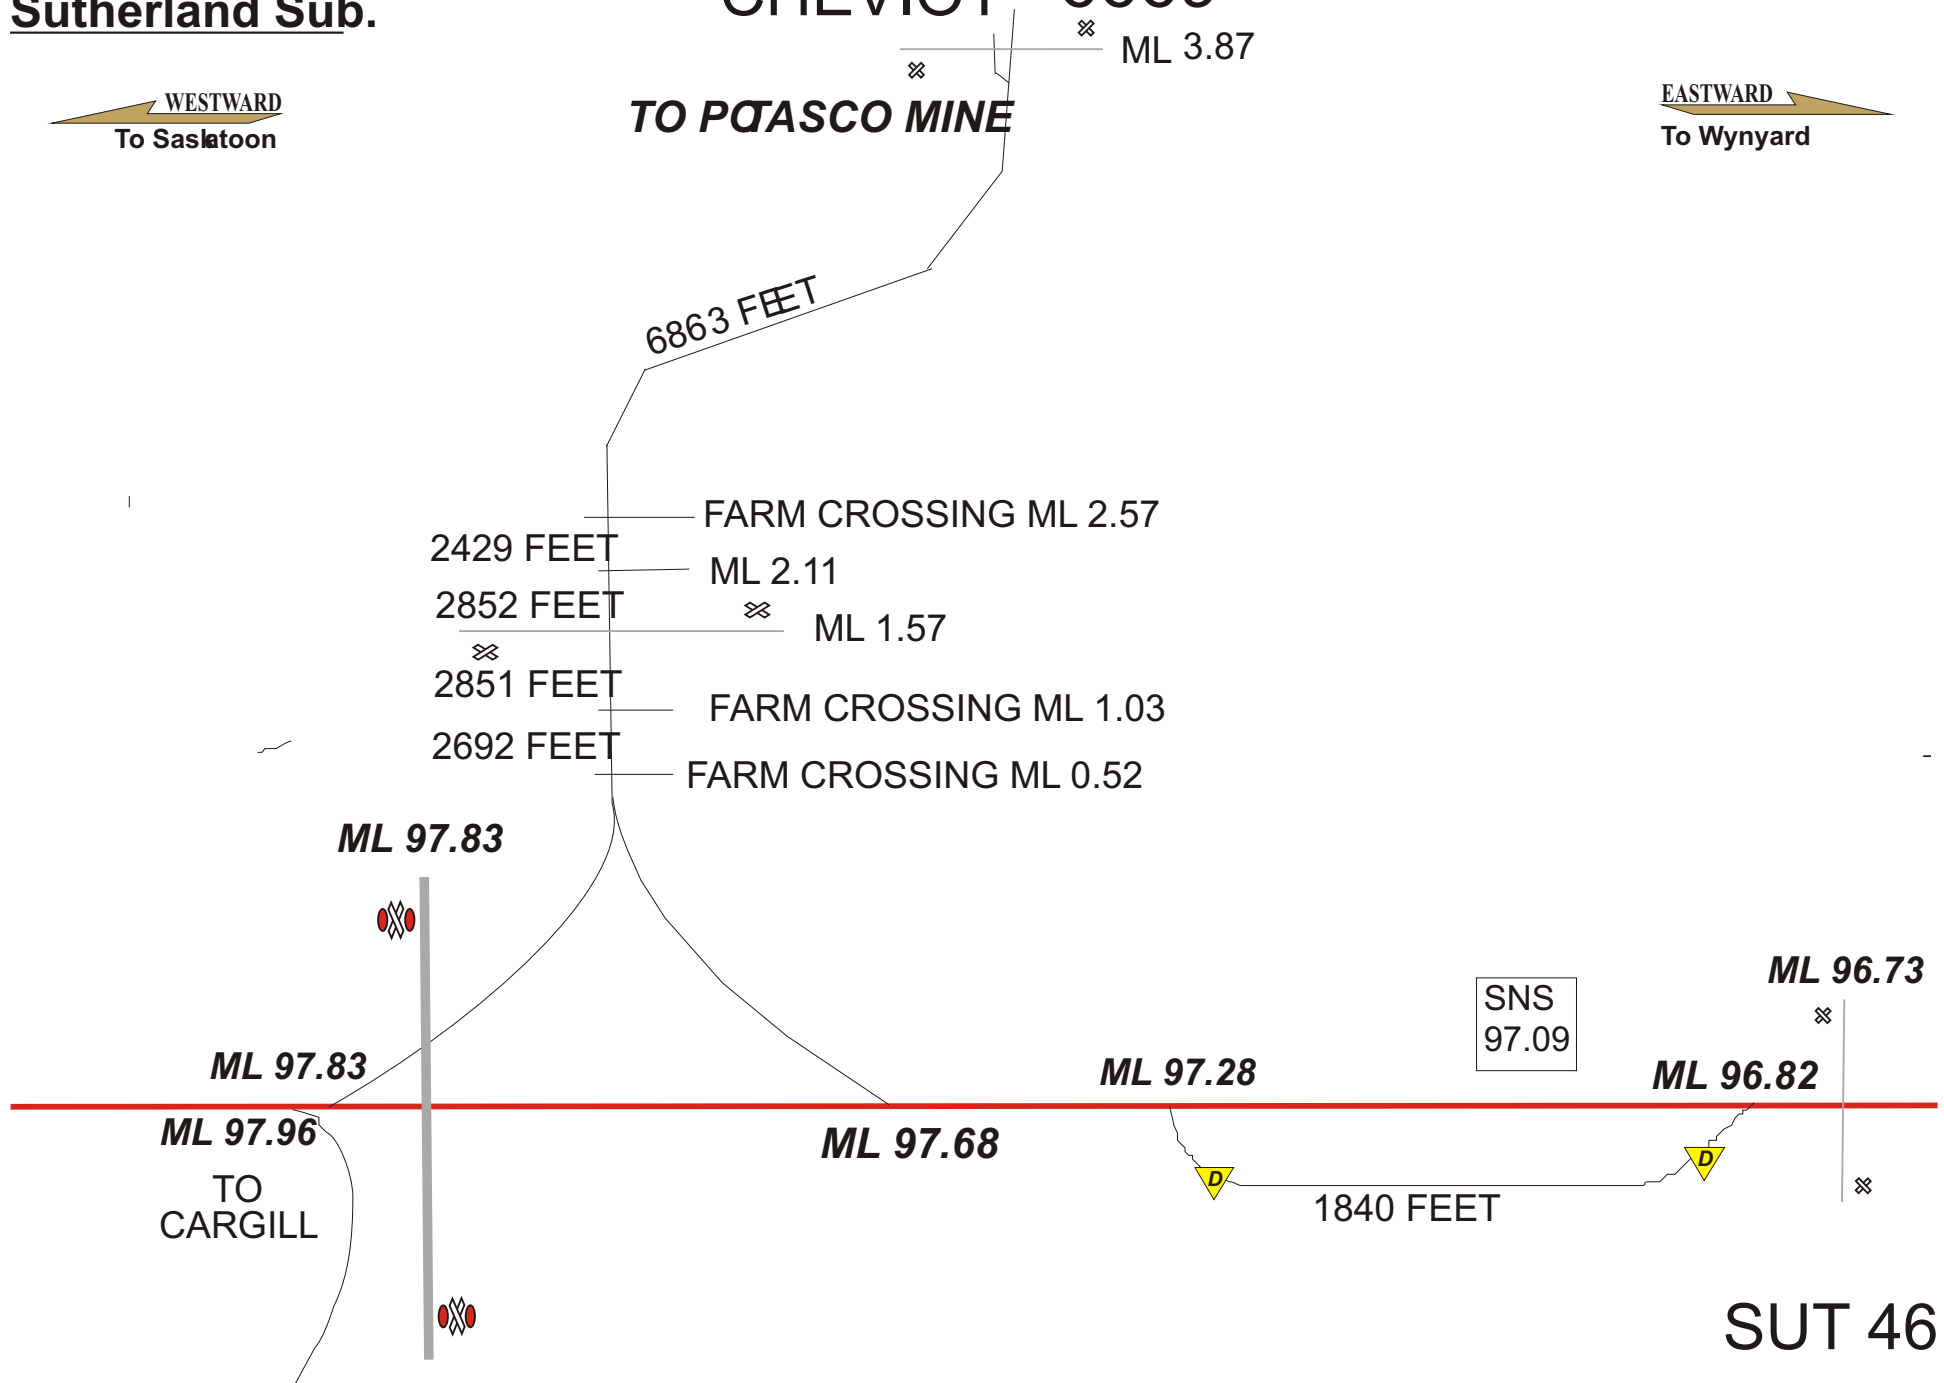 Sutherland Sub.
CHEVIOT
ML 3.87
WESTWARD
To Saskatoon
TO POTASCO MINE
EASTWARD
To Wynyard
6863 FEET
FARM CROSSING ML 2.57
2429 FEET
ML 2.11
2852 FEET
ML 1.57
2851 FEET
FARM CROSSING ML 1.03
2692 FEET
FARM CROSSING ML 0.52
ML 97.83
ML 96.73
SNS
97.09
ML 97.83
ML 97.28
ML 96.82
ML 97.96
ML 97.68
D
D
TO
CARGILL
1840 FEET
SUT 46